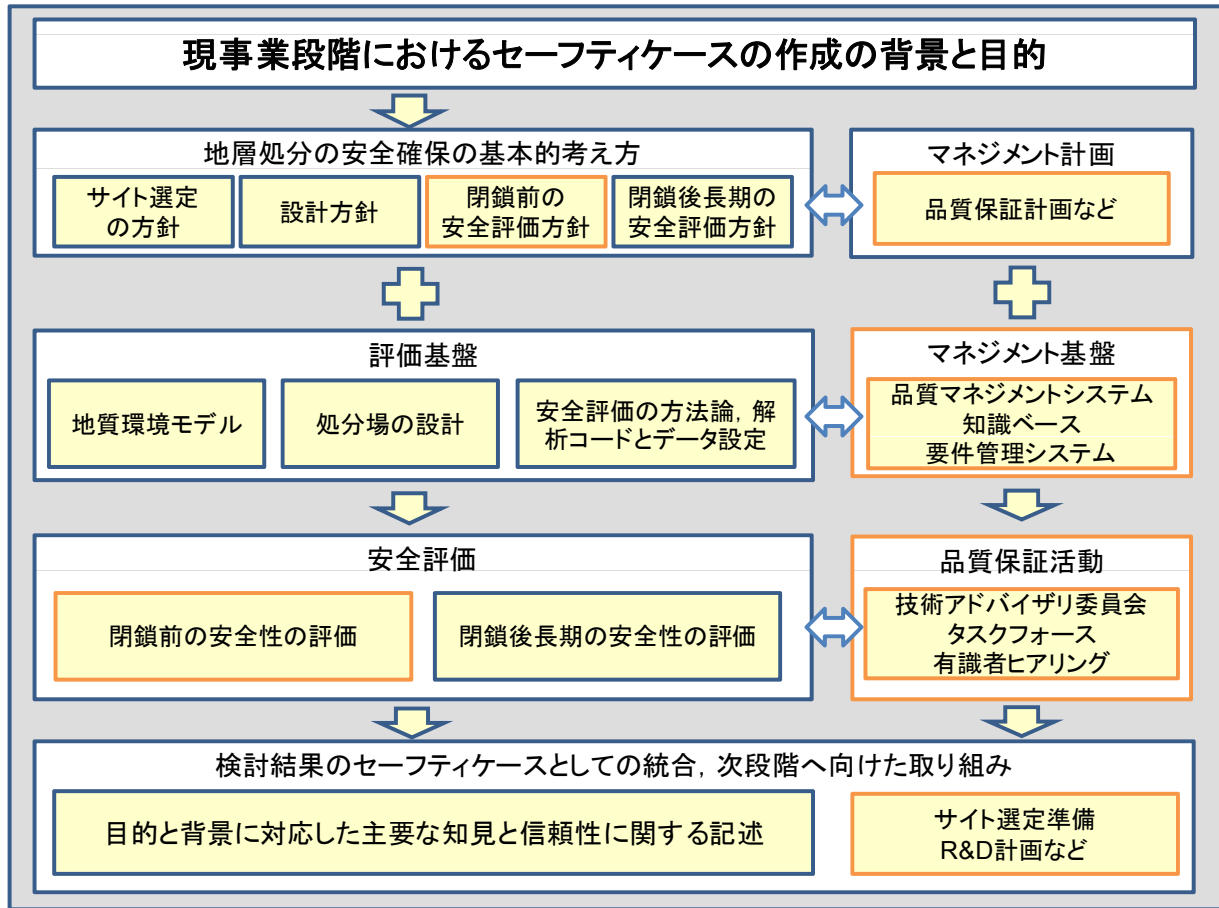 現事業段階におけるセーフティケースの作成の背景と目的
地層処分の安全確保の基本的考え方
サイト選定
の方針
設計方針
閉鎖前の
安全評価方針
閉鎖後長期の
安全評価方針
マネジメント計画
品質保証計画など
評価基盤
地質環境モデル
処分場の設計
安全評価の方法論，解
析コードとデータ設定
マネジメント基盤
品質マネジメントシステム
知識ベース
要件管理システム
安全評価
閉鎖前の安全性の評価
閉鎖後長期の安全性の評価
品質保証活動
技術アドバイザリ委員会
タスクフォース
有識者ヒアリング
検討結果のセーフティケースとしての統合，次段階へ向けた取り組み
目的と背景に対応した主要な知見と信頼性に関する記述
サイト選定準備
R&D計画など